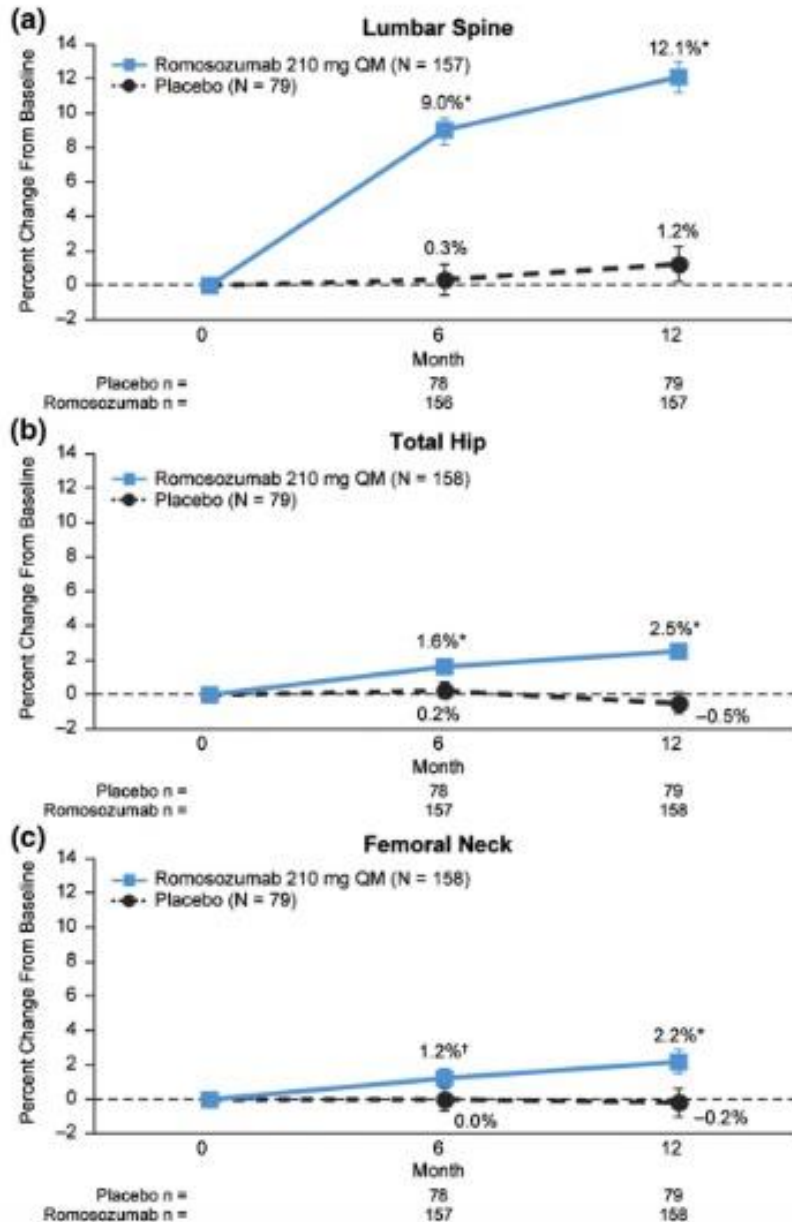 (a)
Lumbar Spine
Percent Change From Baseline
14
12
10
8
6
4
2
0
−2
Romosozumab 210 mg QM (N = 157)
Placebo (N = 79)
9.0%*
12.1%*
0.3%
1.2%
0 6 12
Month
Placebo n = 78 79
Romosozumab n = 156 157
(b)
Total Hip
Percent Change From Baseline
14
12
10
8
6
4
2
0
−2
Romosozumab 210 mg QM (N = 158)
Placebo (N = 79)
1.6%*
2.5%*
0.2%
−0.5%
0 6 12
Month
Placebo n = 78 79
Romosozumab n = 157 158
(c)
Femoral Neck
Percent Change From Baseline
14
12
10
8
6
4
2
0
−2
Romosozumab 210 mg QM (N = 158)
Placebo (N = 79)
1.2%†
2.2%*
0.0%
−0.2%
0 6 12
Month
Placebo n = 78 79
Romosozumab n = 157 158